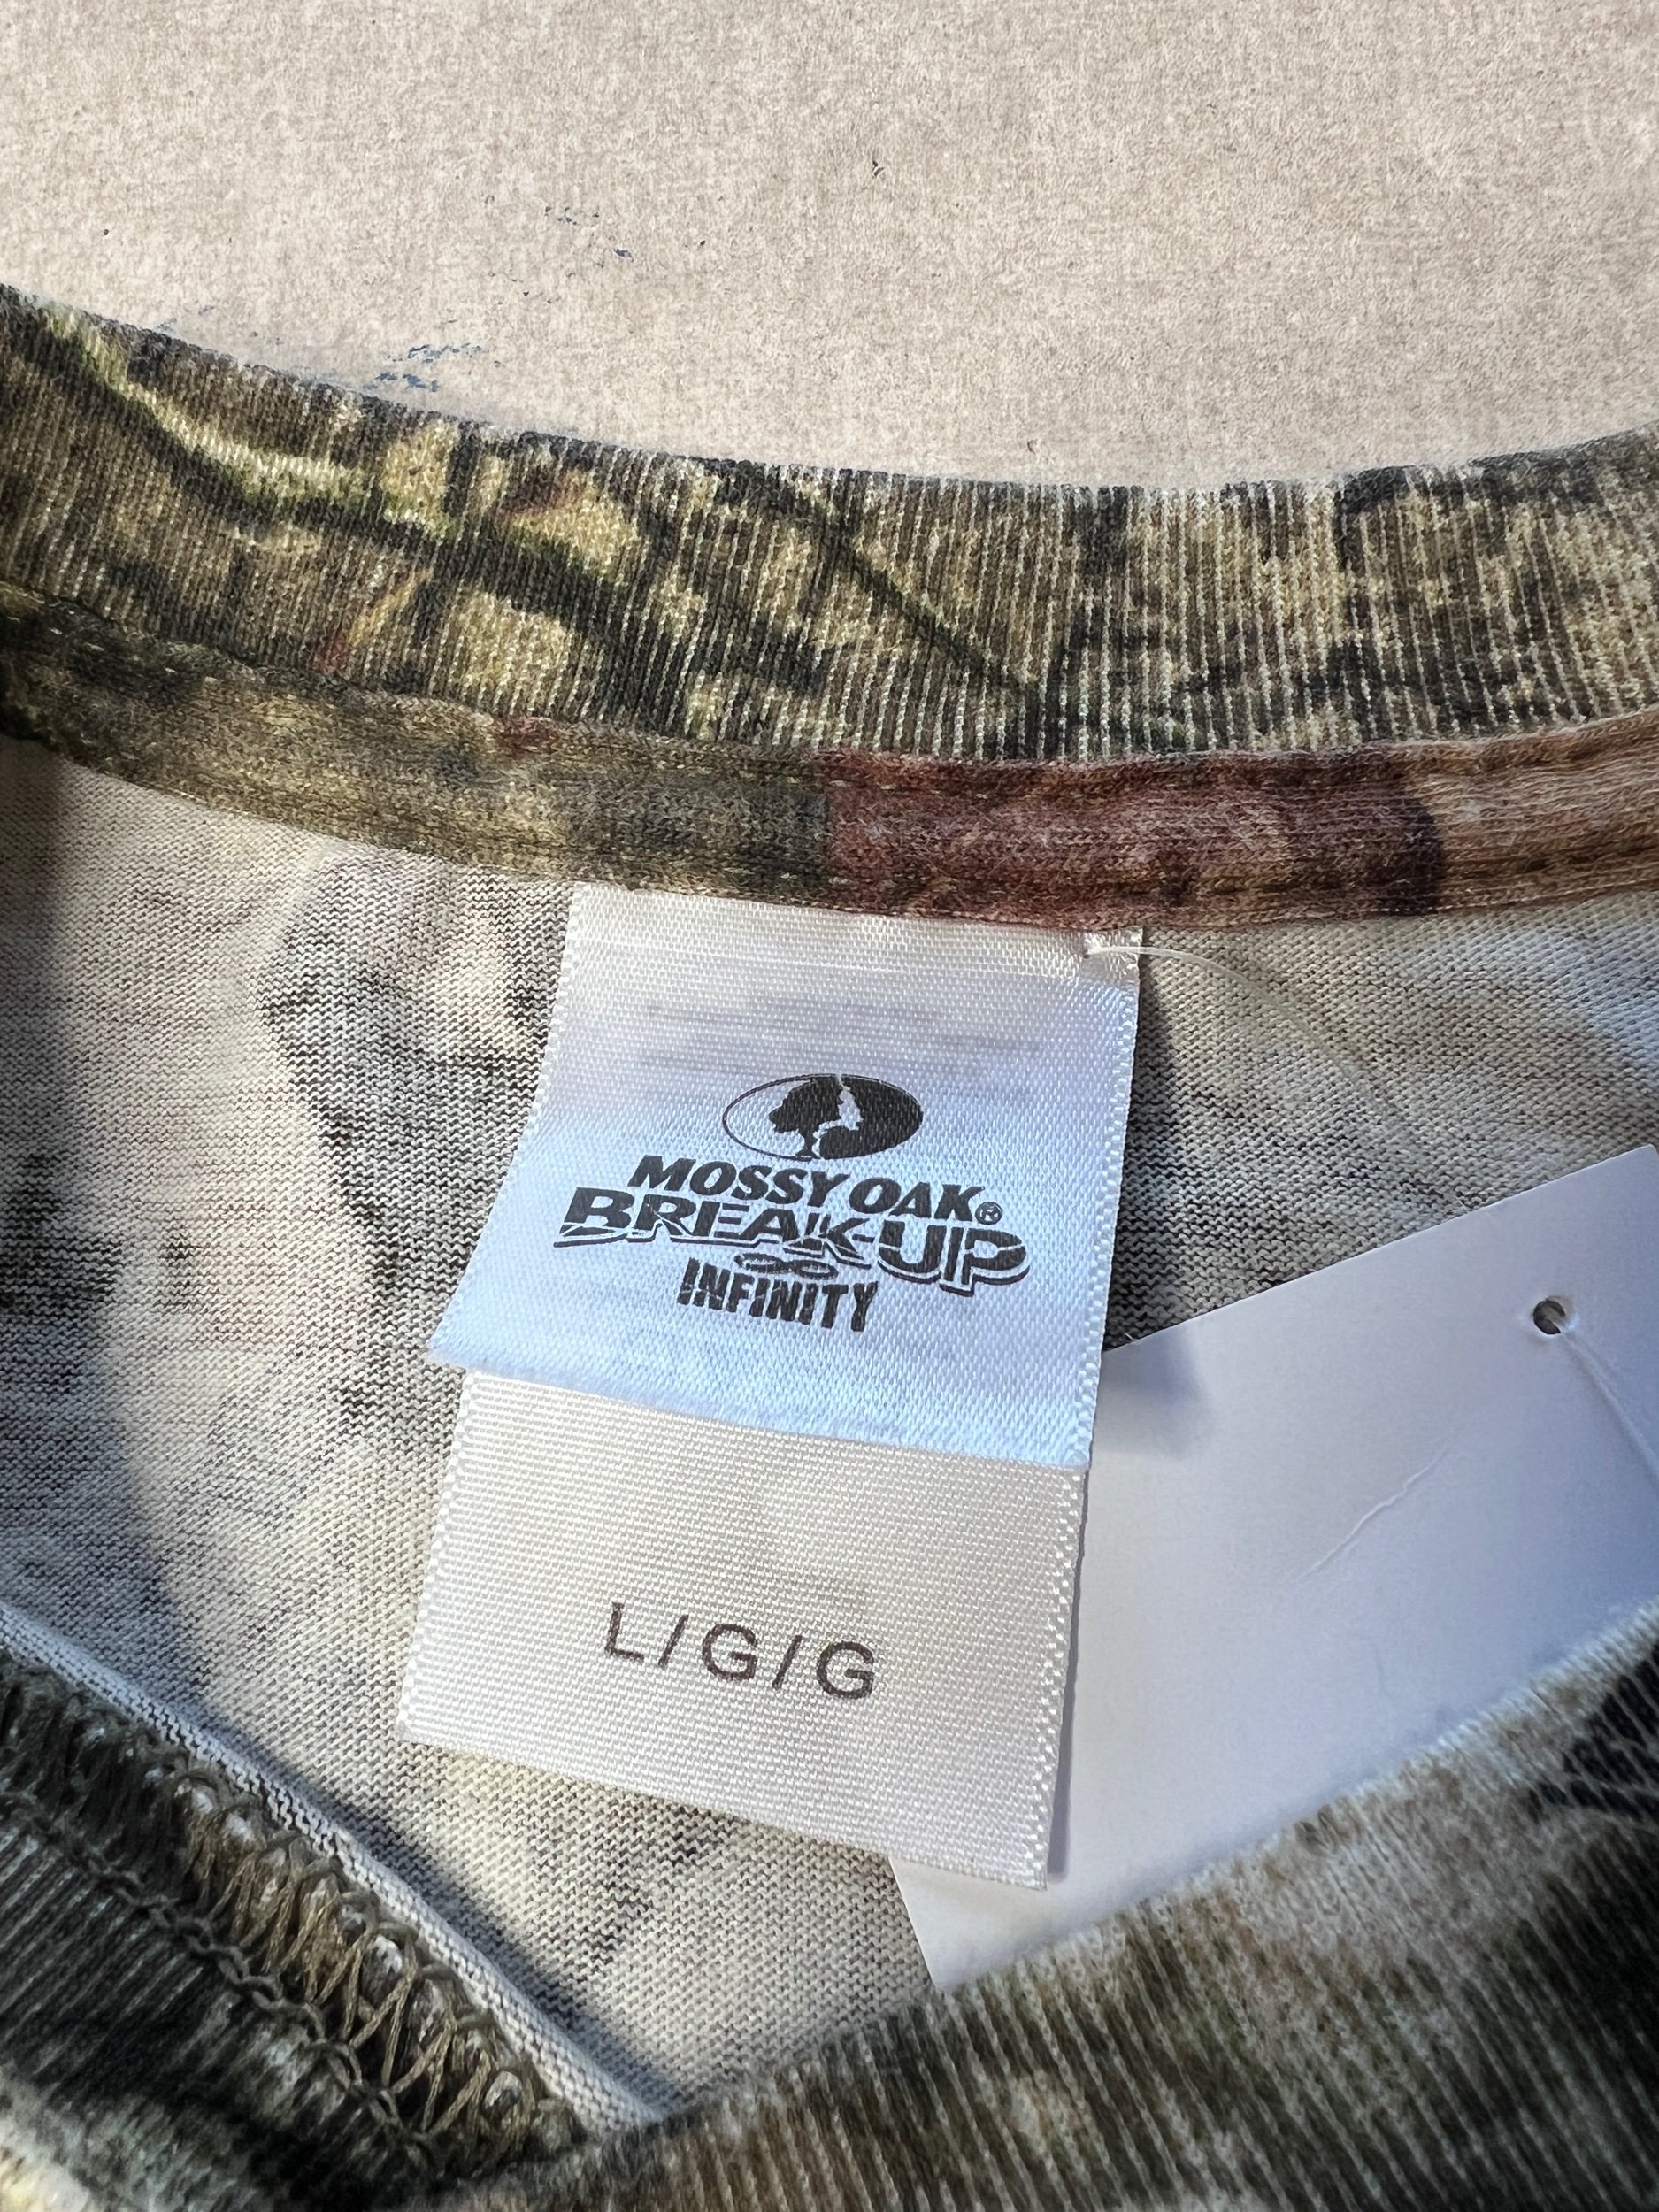 MOSSY OAK®
BREAK-UP
INFINITY
L/G/G